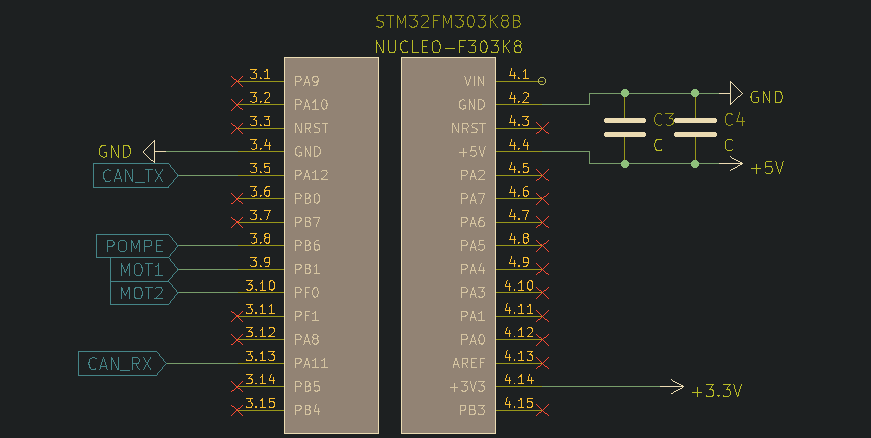 STM32FM303K8B
NUCLEO-F303K8
3.1 PA9 VIN 4.1
3.2 PA10 GND 4.2 GND
3.3 NRST NRST 4.3 C3 C4
GND 3.4 GND +5V 4.4 C C
CAN_TX 3.5 PA12 PA2 4.5 +5V
3.6 PB0 PA7 4.6
3.7 PB7 PA6 4.7
POMPE 3.8 PB6 PA5 4.8
MOT1 3.9 PB1 PA4 4.9
MOT2 3.10 PF0 PA3 4.10
3.11 PF1 PA1 4.11
3.12 PA8 PA0 4.12
CAN_RX 3.13 PA11 AREF 4.13
3.14 PB5 +3V3 4.14 +3.3V
3.15 PB4 PB3 4.15